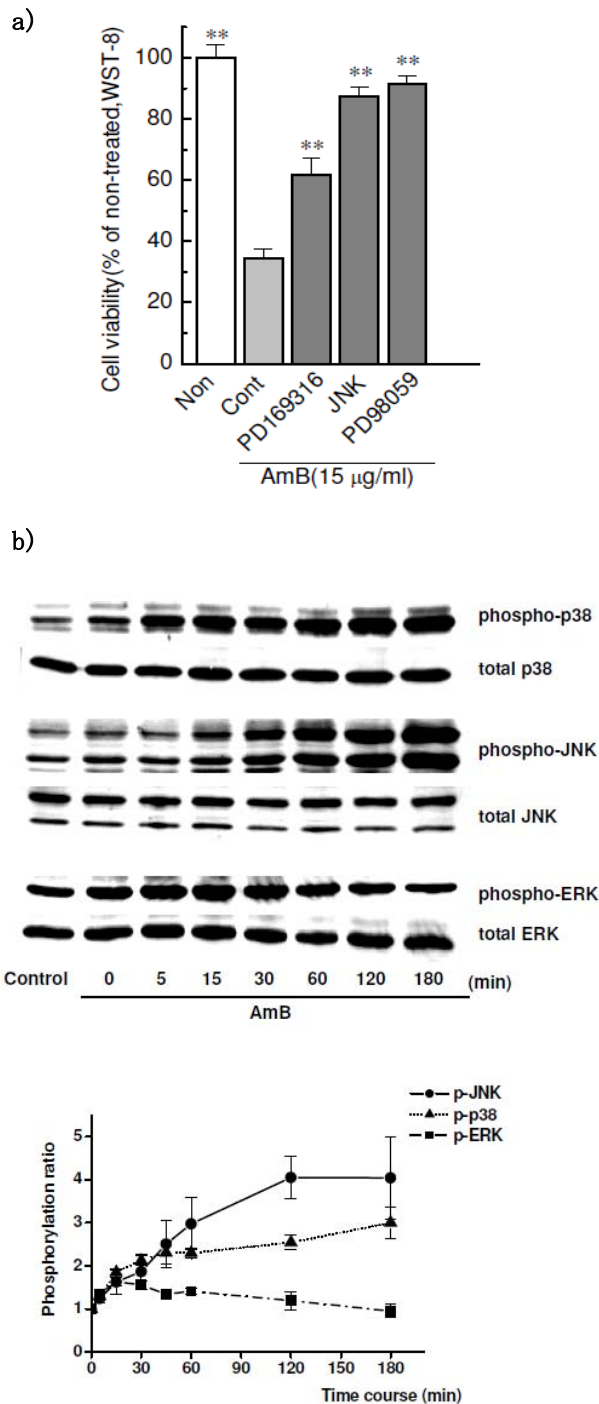 a)
Cell viability(% of non-treated,WST-8)
100
80
60
40
20
0
**
**
**
**
Non
Cont
PD169316
JNK
PD98059
AmB(15 μg/ml)
b)
phospho-p38
total p38
phospho-JNK
total JNK
phospho-ERK
total ERK
Control 0 5 15 30 60 120 180 (min)
AmB
p-JNK
p-p38
p-ERK
Phosphorylation ratio
5
4
3
2
1
0
0 30 60 90 120 150 180
Time course (min)